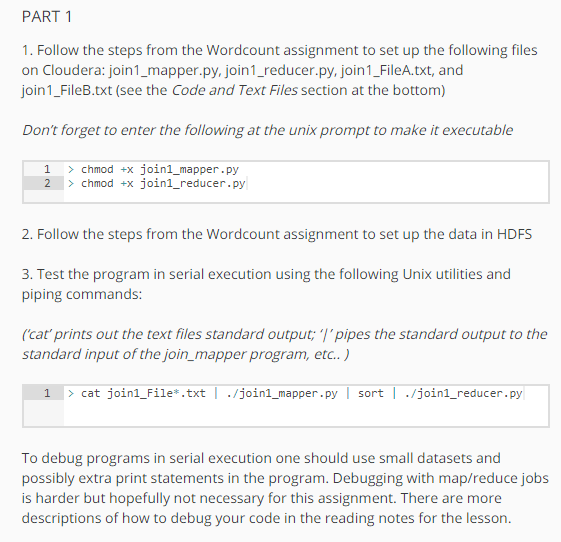 PART 1
1. Follow the steps from the Wordcount assignment to set up the following files
on Cloudera: join1_mapper.py, join1_reducer.py, join1_FileA.txt, and
join1_FileB.txt (see the Code and Text Files section at the bottom)
Don't forget to enter the following at the unix prompt to make it executable
1 > chmod +x join1_mapper.py
2 > chmod +x join1_reducer.py
2. Follow the steps from the Wordcount assignment to set up the data in HDFS
3. Test the program in serial execution using the following Unix utilities and
piping commands:
('cat' prints out the text files standard output; '|' pipes the standard output to the
standard input of the join_mapper program, etc.. )
1 > cat join1_File*.txt | ./join1_mapper.py | sort | ./join1_reducer.py
To debug programs in serial execution one should use small datasets and
possibly extra print statements in the program. Debugging with map/reduce jobs
is harder but hopefully not necessary for this assignment. There are more
descriptions of how to debug your code in the reading notes for the lesson.